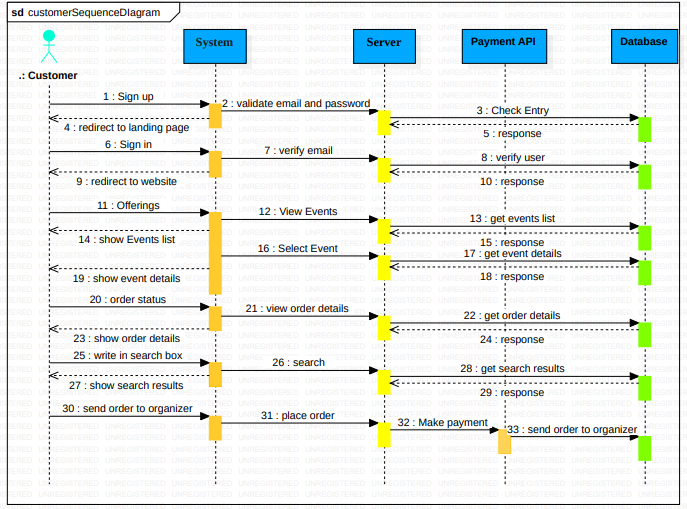 sd customerSequenceDIagram
System
Server
Payment API
Database
.: Customer
1 : Sign up
2 : validate email and password
3 : Check Entry
4 : redirect to landing page
5 : response
6 : Sign in
7 : verify email
8 : verify user
9 : redirect to website
10 : response
11 : Offerings
12 : View Events
13 : get events list
14 : show Events list
15 : response
16 : Select Event
17 : get event details
18 : response
19 : show event details
20 : order status
21 : view order details
22 : get order details
23 : show order details
24 : response
25 : write in search box
26 : search
27 : show search results
28 : get search results
29 : response
30 : send order to organizer
31 : place order
32 : Make payment
33 : send order to organizer
UNREGISTERED